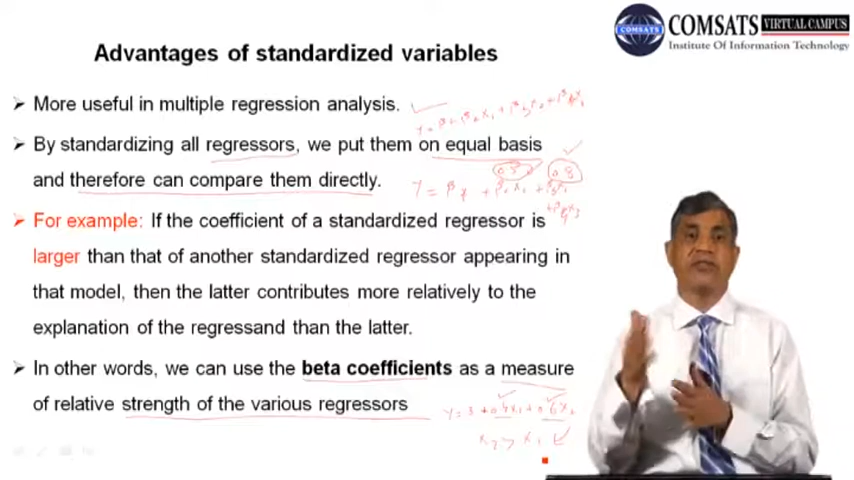 COMSATS VIRTUAL CAMPUS
COMSATS
Institute Of Information Technology
Advantages of standardized variables
➢ More useful in multiple regression analysis.
➢ By standardizing all regressors, we put them on equal basis
and therefore can compare them directly.
➢ For example: If the coefficient of a standardized regressor is
larger than that of another standardized regressor appearing in
that model, then the latter contributes more relatively to the
explanation of the regressand than the latter.
➢ In other words, we can use the beta coefficients as a measure
of relative strength of the various regressors